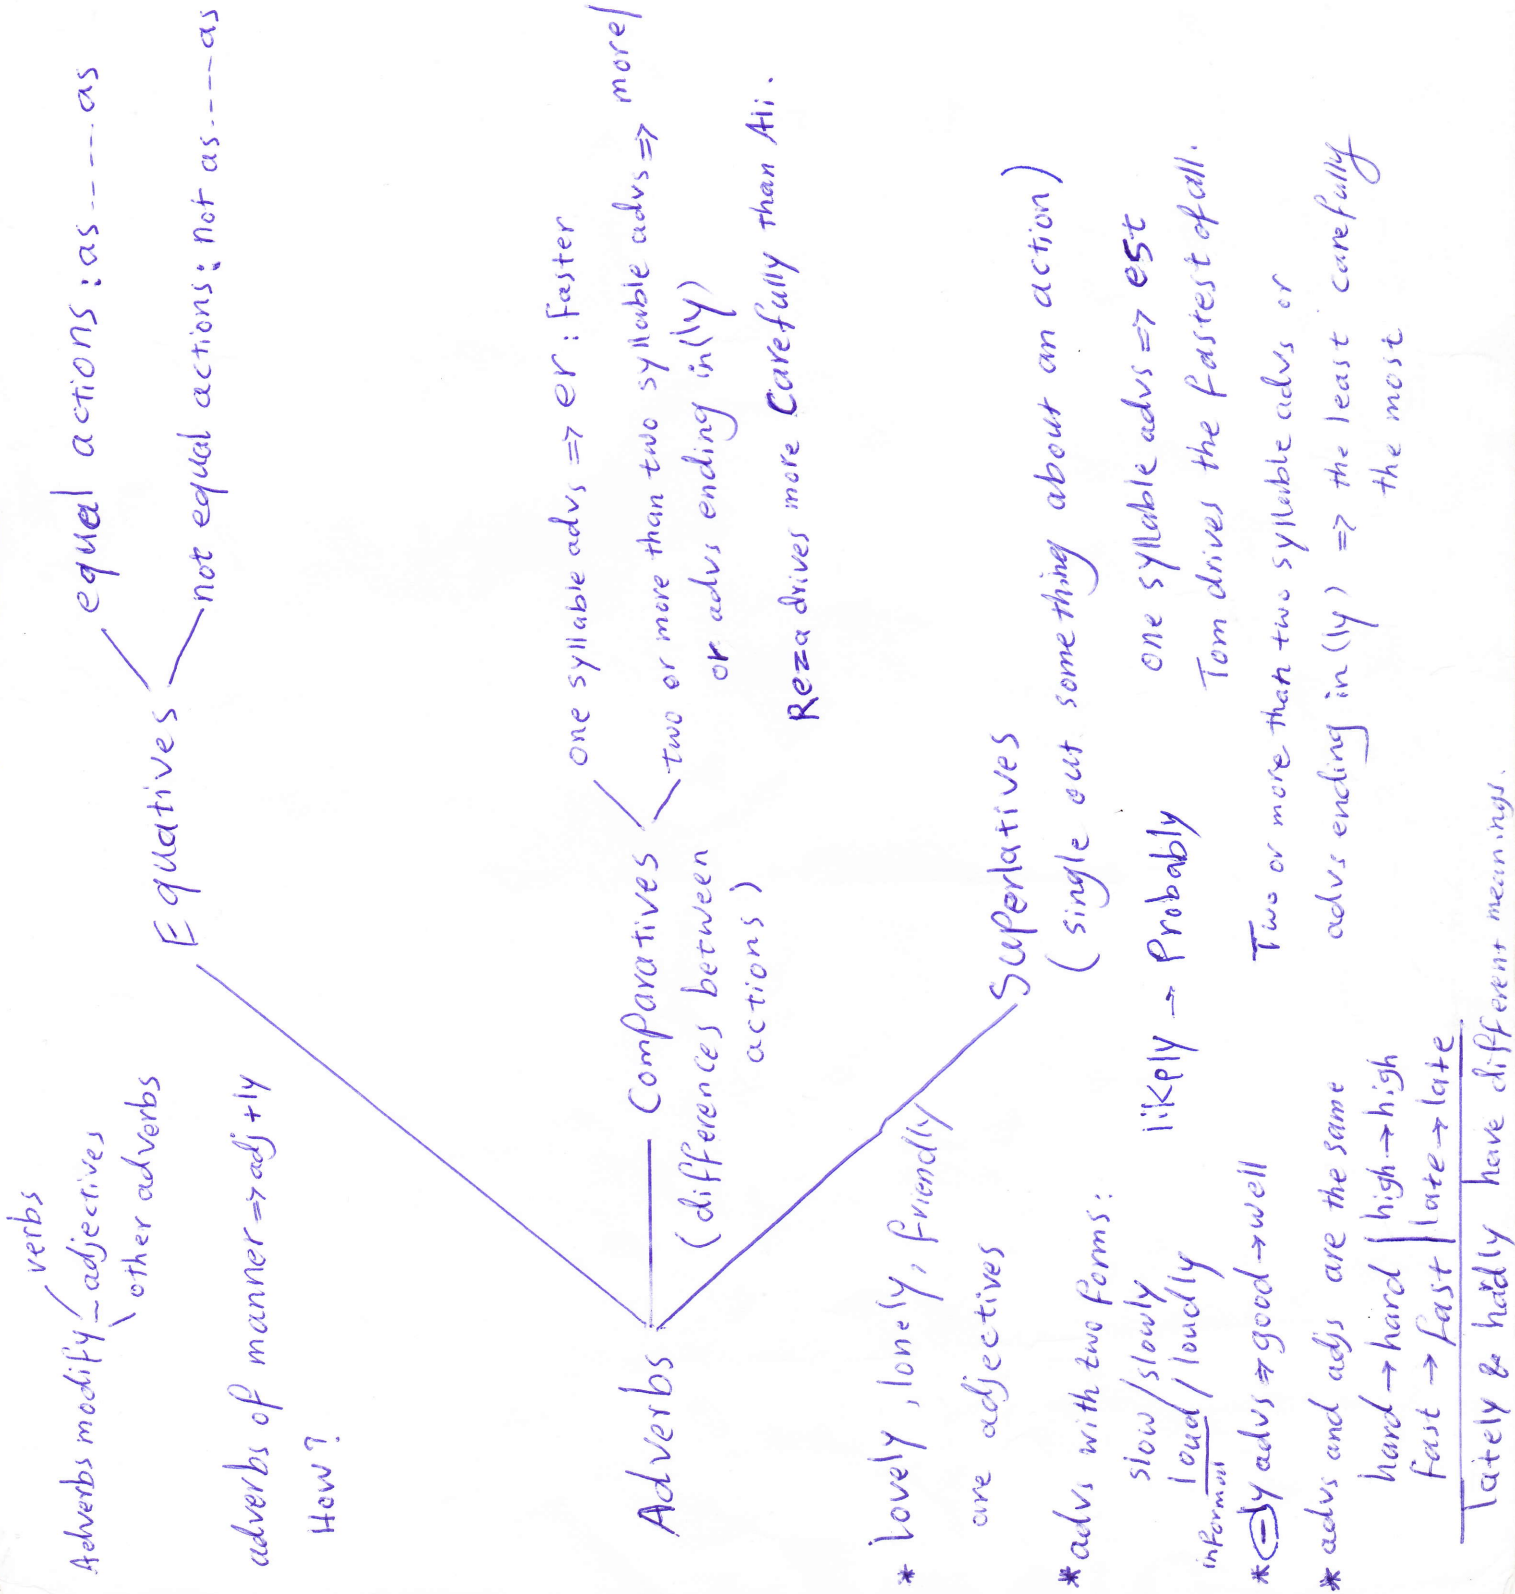 Adverbs modify
verbs
adjectives
other adverbs
adverbs of manner => adj + ly
How?
Adverbs
Equatives
equal actions : as ----- as
not equal actions : not as ---- as
Comparatives
(differences between
actions)
one syllable advs => er : faster
two or more than two syllable advs => more/
or advs ending in (ly)
Reza drives more Carefully than Ali.
Superlatives
(single out some thing about an action)
one syllable advs => est
Tom drives the fastest of all.
Two or more than two syllable advs or
advs ending in (ly) => the least carefully
the most
* lovely, lonely, friendly
are adjectives
likely → Probably
* advs with two forms:
slow / slowly
loud / loudly
informal
* (-) ly advs => good → well
* advs and adjs are the same
hard → hard | high → high
fast → fast | late → late
lately & hadly have different meanings.